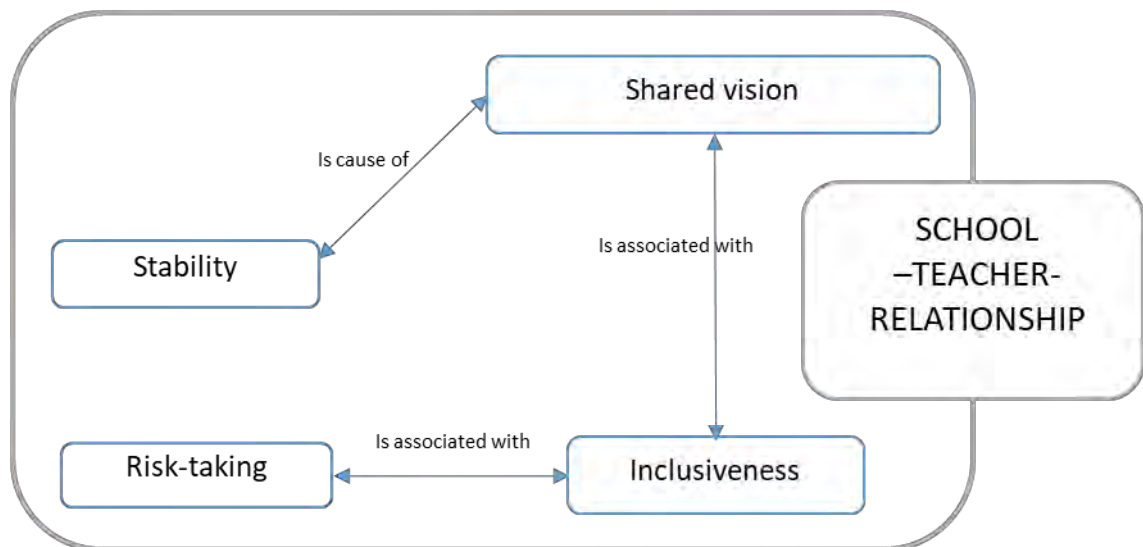 Shared vision
Is cause of
Is associated with
SCHOOL
–TEACHER-
RELATIONSHIP
Stability
Is associated with
Risk-taking
Inclusiveness